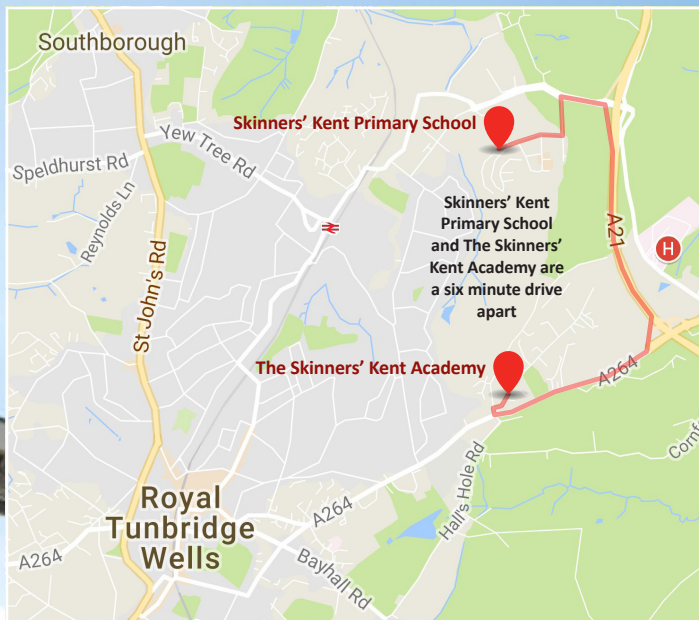 Southborough
Skinners' Kent Primary School
Yew Tree Rd
Speldhurst Rd
Reynolds Ln
St John's Rd
Skinners' Kent
Primary School
and The Skinners'
Kent Academy are
a six minute drive
apart
A21
H
The Skinners' Kent Academy
A264
Cornf
Hall's Hole Rd
Royal
Tunbridge
Wells
A264
Bayhall Rd
A264